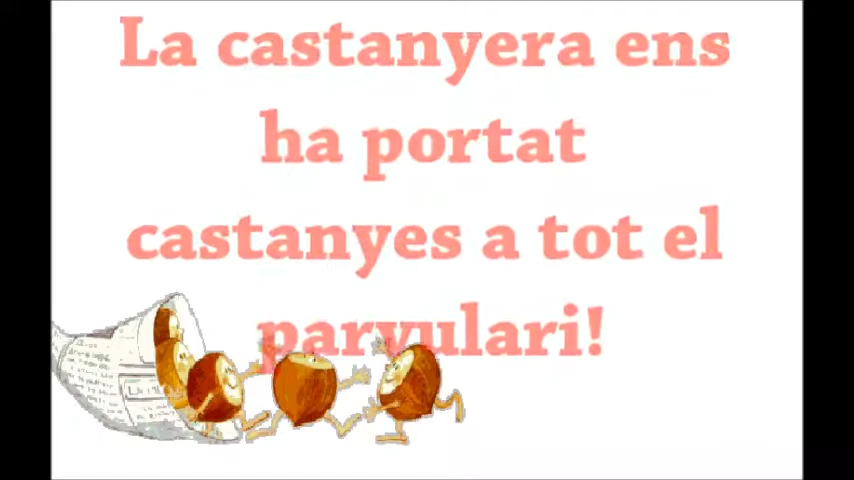 La castanyera ens
ha portat
castanyes a tot el
parvulari!